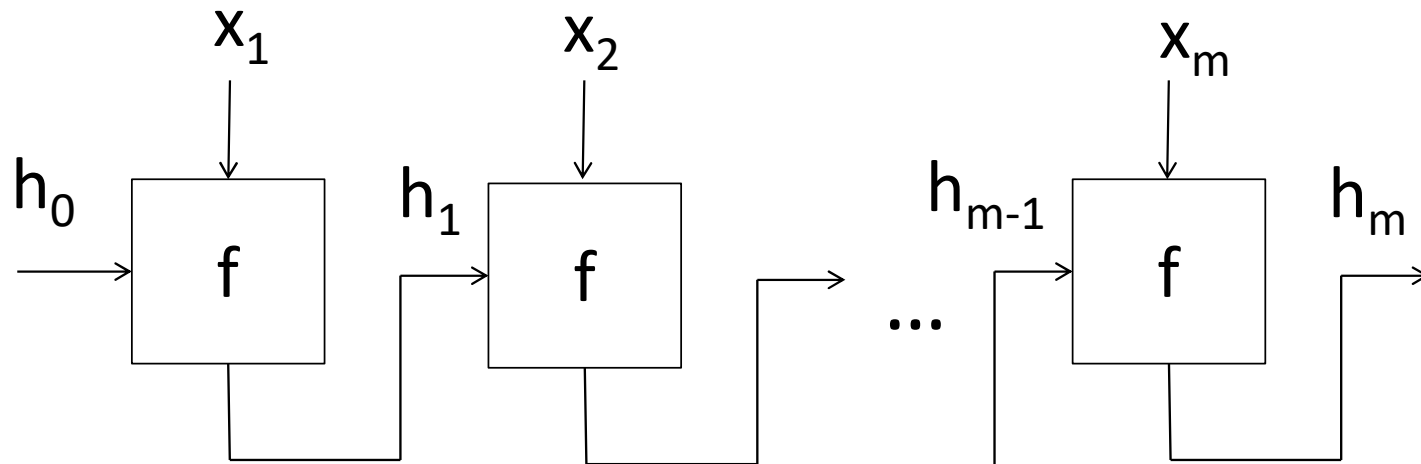 x₁ x₂ xₘ
h₀ h₁ hₘ₋₁ hₘ
f f ... f